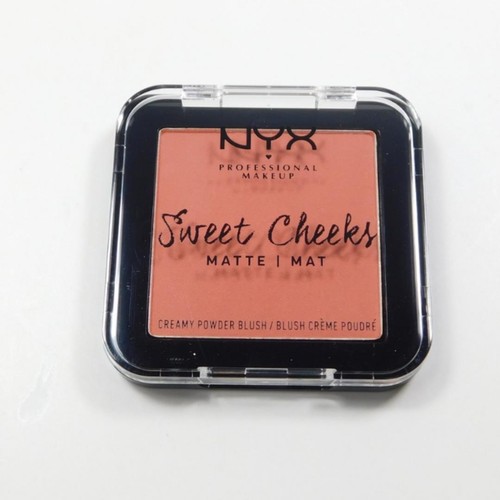 NYX
PROFESSIONAL
MAKEUP
Sweet Cheeks
MATTE | MAT
CREAMY POWDER BLUSH / BLUSH CRÈME POUDRÉ